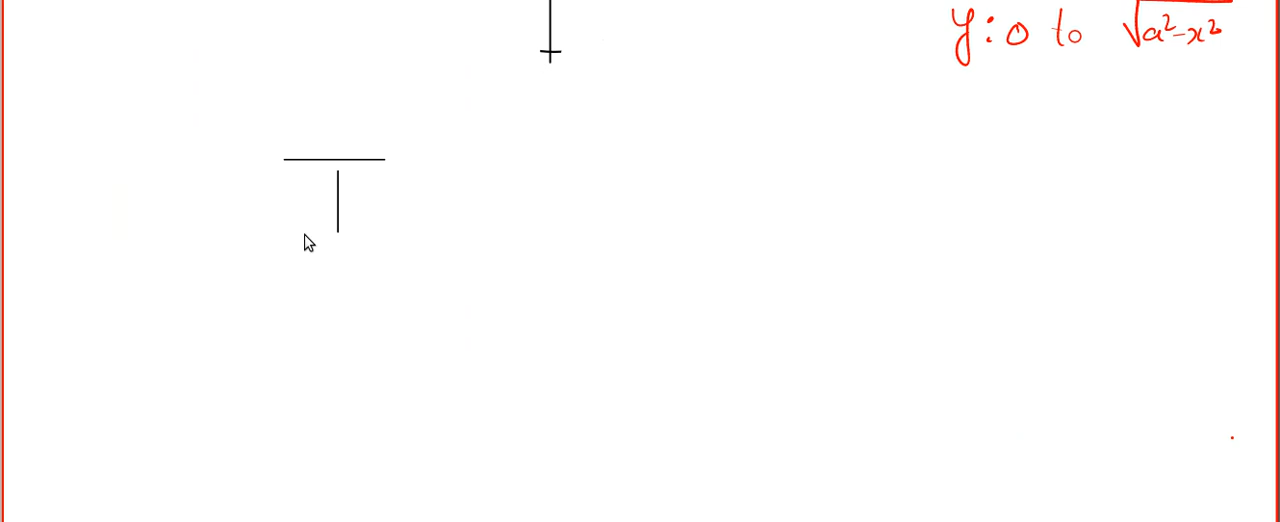 y : 0 to √a²-x²